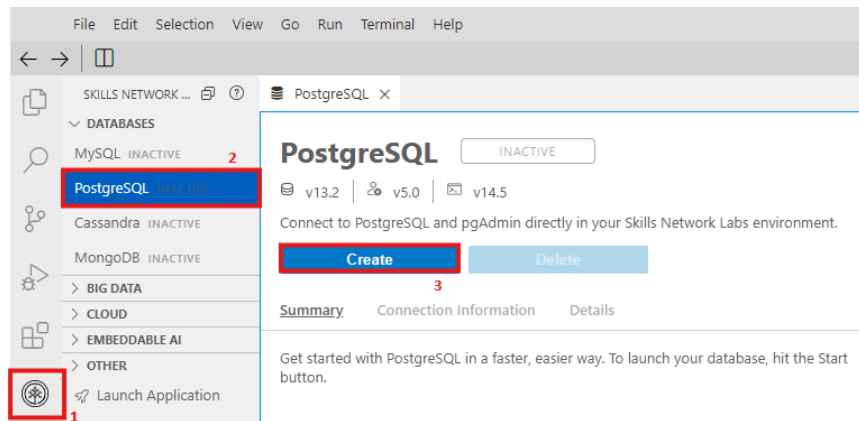 File Edit Selection View Go Run Terminal Help
SKILLS NETWORK ...
PostgreSQL
DATABASES
MySQL INACTIVE
2
PostgreSQL INACTIVE
Cassandra INACTIVE
MongoDB INACTIVE
BIG DATA
CLOUD
EMBEDDABLE AI
OTHER
Launch Application
1
PostgreSQL INACTIVE
v13.2 v5.0 v14.5
Connect to PostgreSQL and pgAdmin directly in your Skills Network Labs environment.
Create Delete
3
Summary Connection Information Details
Get started with PostgreSQL in a faster, easier way. To launch your database, hit the Start
button.